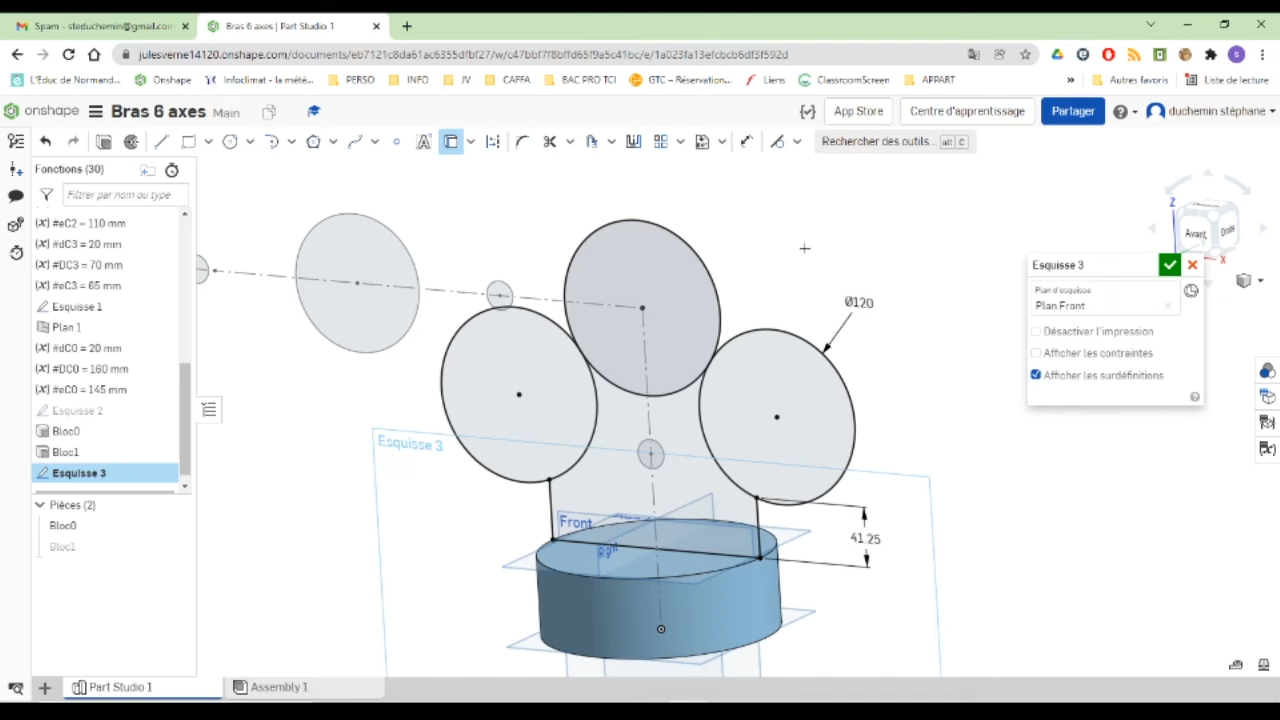 Spam - steduchemin@gmail.com
Bras 6 axes | Part Studio 1
julesverne14120.onshape.com/documents/eb7121c8da61ac6355dfbf27/w/c47bbf7f8bffd65f9a5c41bc/e/1a023fa13efcbcb6df3f592d
L'Educ de Normand...
Onshape
Infoclimat - la mété...
PERSO
INFO
JV
CAFFA
BAC PRO TCI
GTC – Réservation...
Liens
ClassroomScreen
APPART
»
Autres favoris
Liste de lecture
onshape
Bras 6 axes Main
App Store
Centre d'apprentissage
Partager
duchemin stéphane
Rechercher des outils... alt C
Fonctions (30)
Filtrer par nom ou type
(x) #eC2 = 110 mm
(x) #dC3 = 20 mm
(x) #DC3 = 70 mm
(x) #eC3 = 65 mm
Esquisse 1
Plan 1
(x) #dC0 = 20 mm
(x) #DC0 = 160 mm
(x) #eC0 = 145 mm
Esquisse 2
Bloc0
Bloc1
Esquisse 3
Pièces (2)
Bloc0
Bloc1
Ø120
Esquisse 3
Front
41.25
Z
Avant
Droite
X
Esquisse 3
Plan d'esquisse
Plan Front
Désactiver l'impression
Afficher les contraintes
Afficher les surdéfinitions
Part Studio 1
Assembly 1